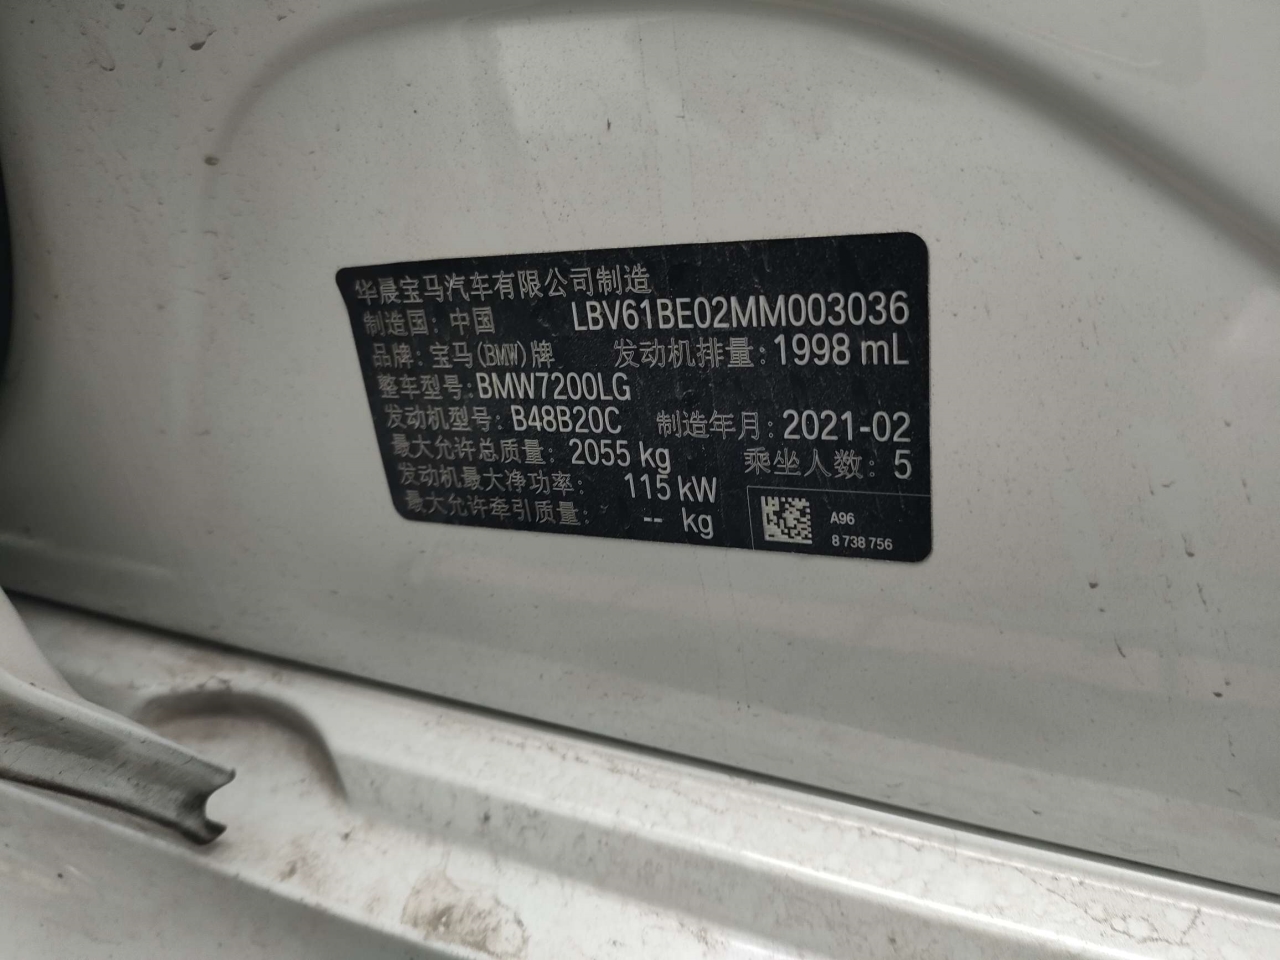 华晨宝马汽车有限公司制造
制造国：中国 LBV61BE02MM003036
品牌：宝马(BMW)牌 发动机排量：1998 mL
整车型号：BMW7200LG
发动机型号：B48B20C 制造年月：2021-02
最大允许总质量：2055 kg 乘坐人数：5
发动机最大净功率：115 kW
最大允许牵引质量：-- kg
A96
8 738 756